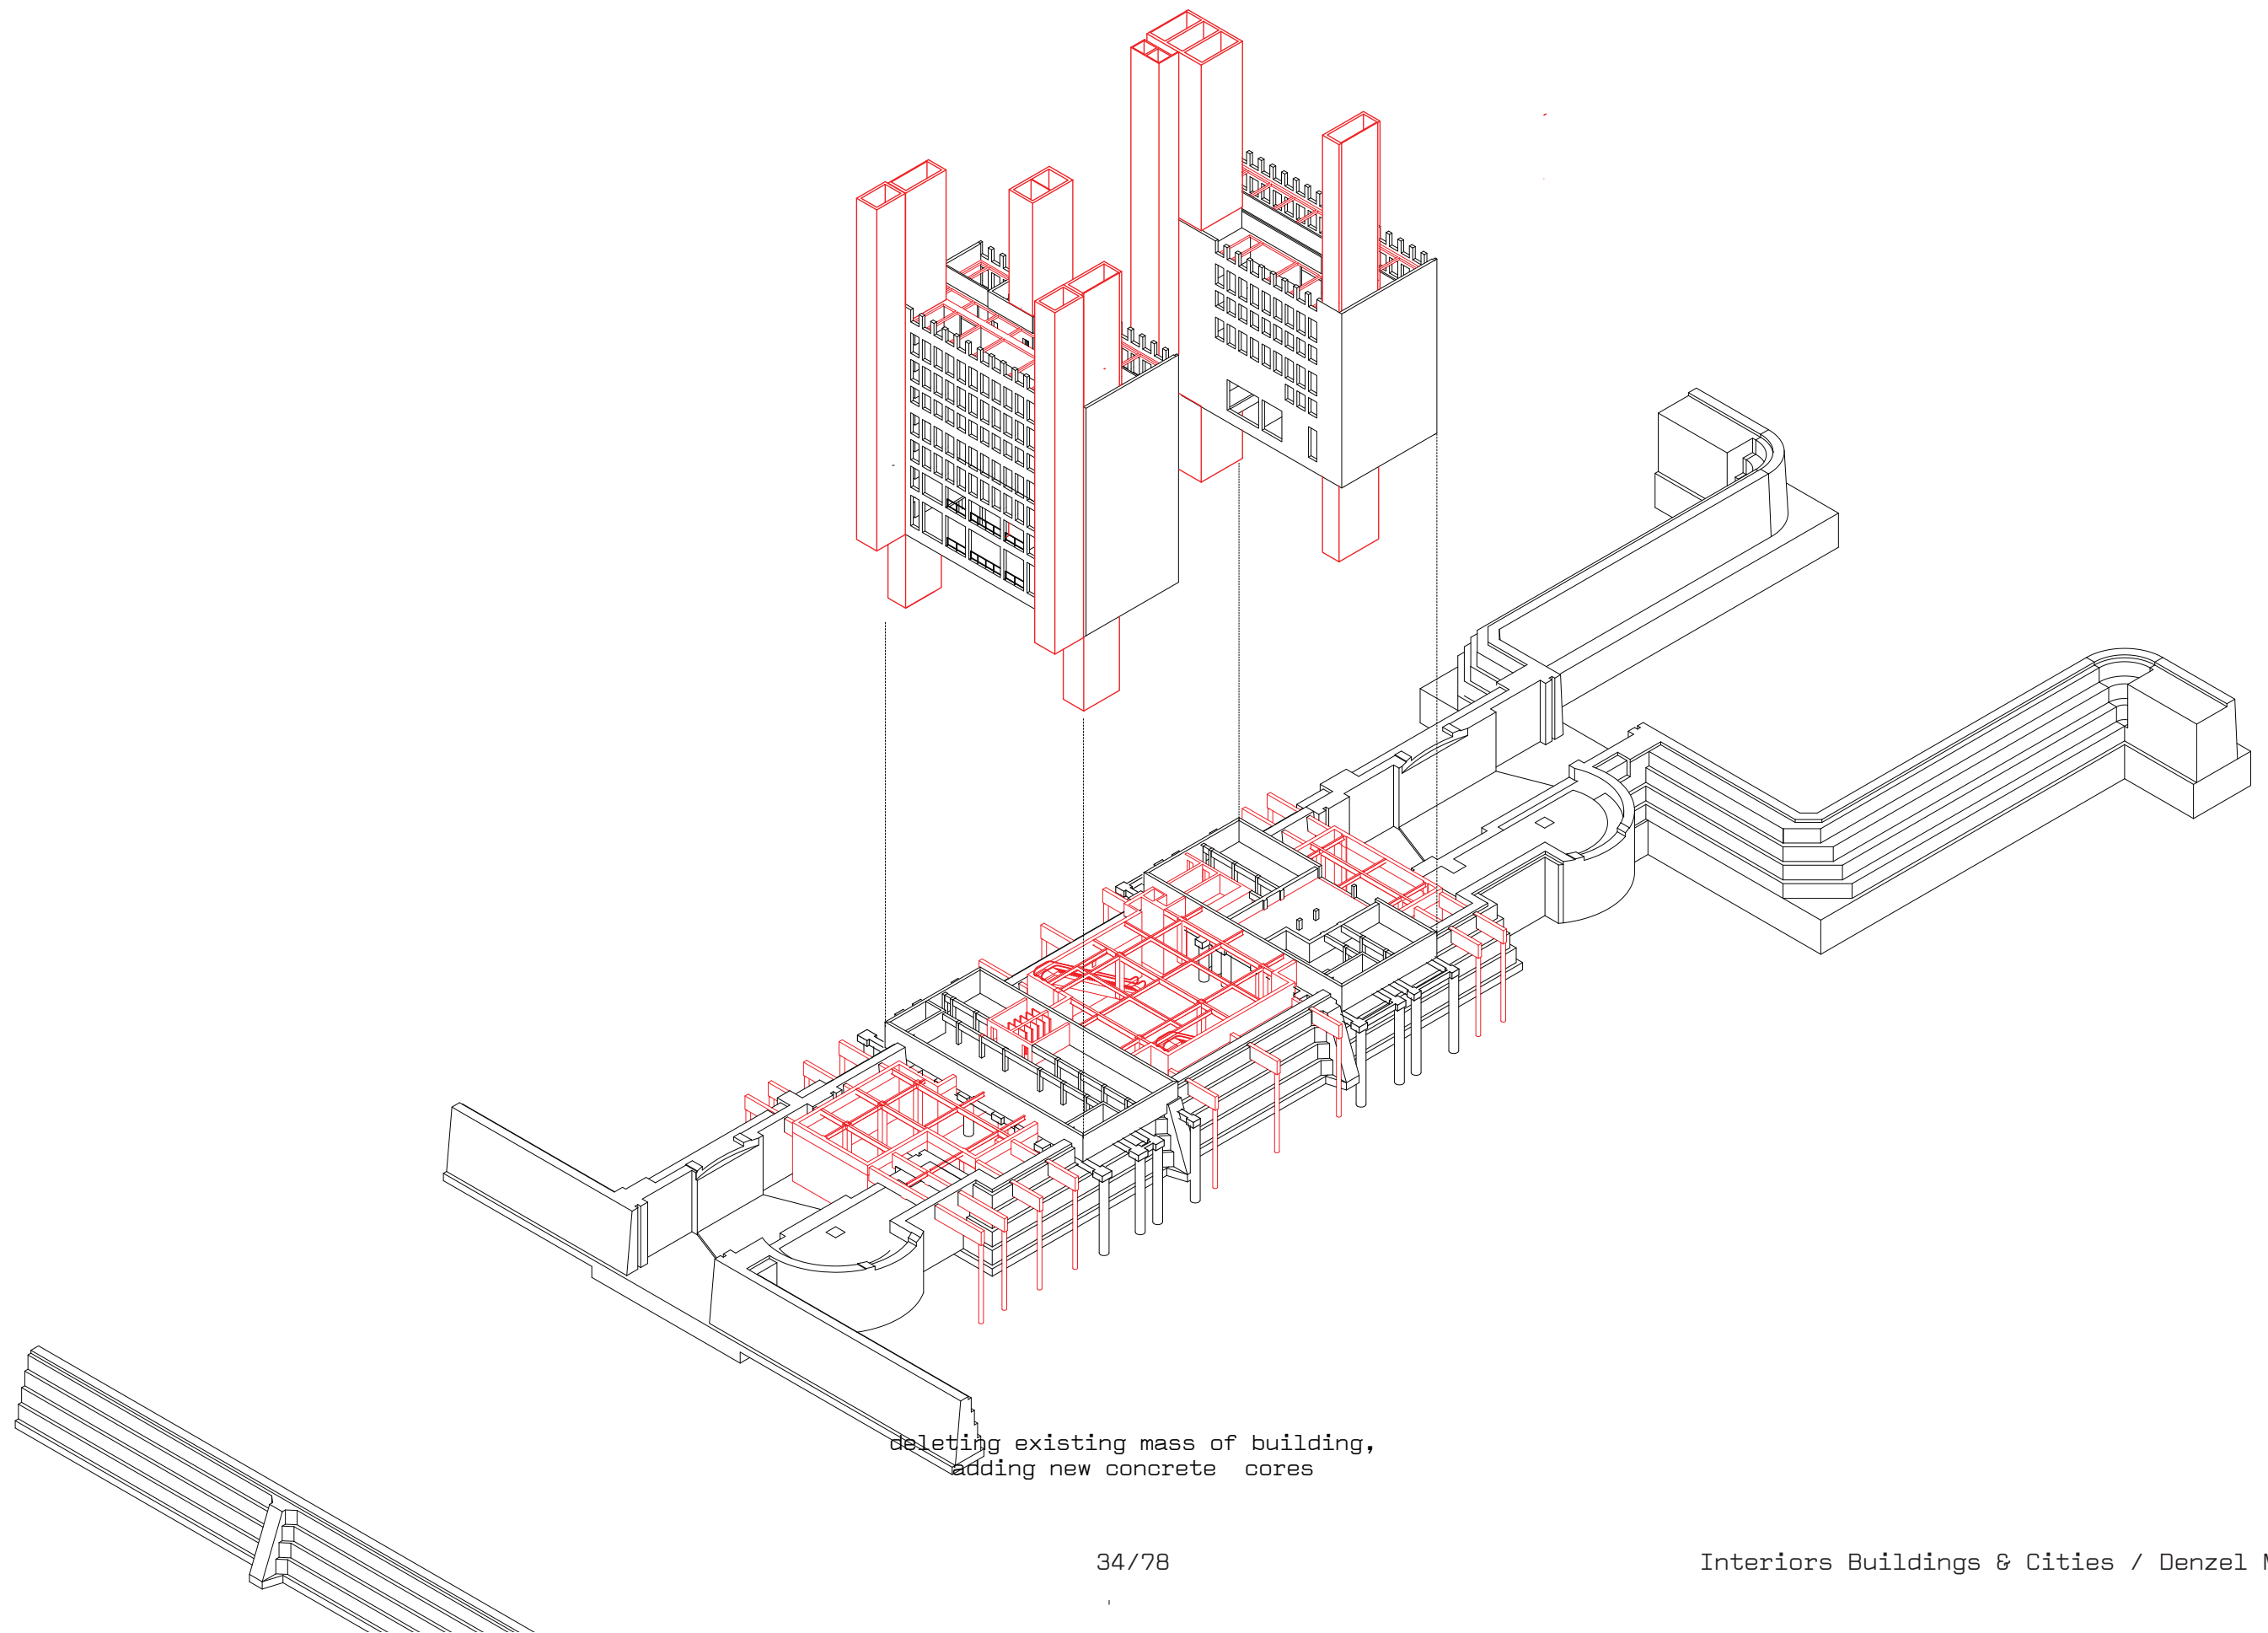 deleting existing mass of building,
adding new concrete cores
34/78
Interiors Buildings & Cities / Denzel